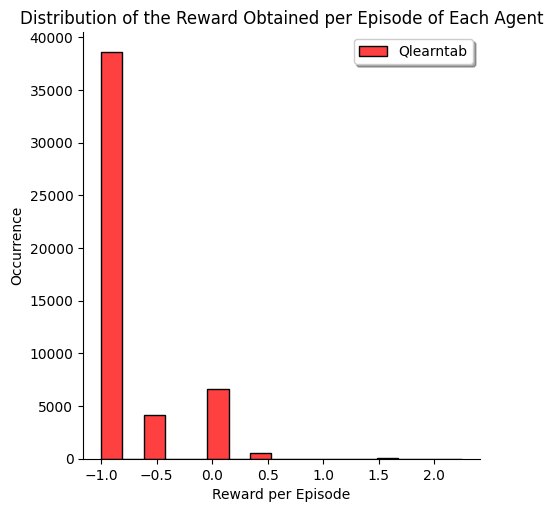 Distribution of the Reward Obtained per Episode of Each Agent
Qlearntab
40000
35000
30000
25000
20000
15000
10000
5000
0
Occurrence
−1.0 −0.5 0.0 0.5 1.0 1.5 2.0
Reward per Episode